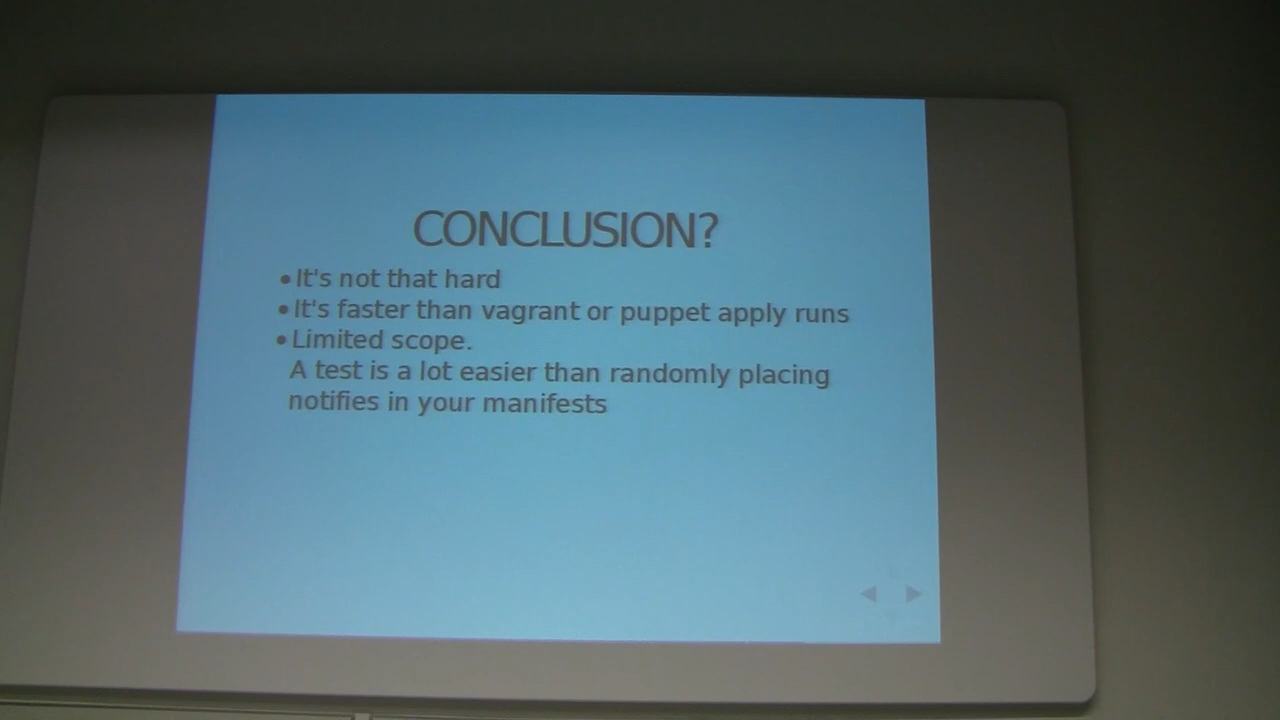 CONCLUSION?
• It's not that hard
• It's faster than vagrant or puppet apply runs
• Limited scope.
A test is a lot easier than randomly placing
notifies in your manifests